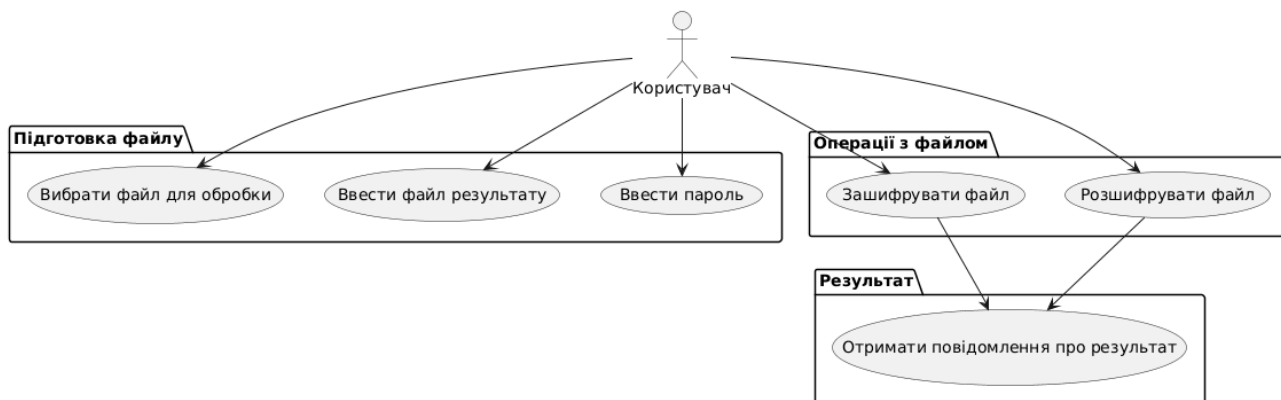 Користувач
Підготовка файлу
Вибрати файл для обробки
Ввести файл результату
Ввести пароль
Операції з файлом
Зашифрувати файл
Розшифрувати файл
Результат
Отримати повідомлення про результат